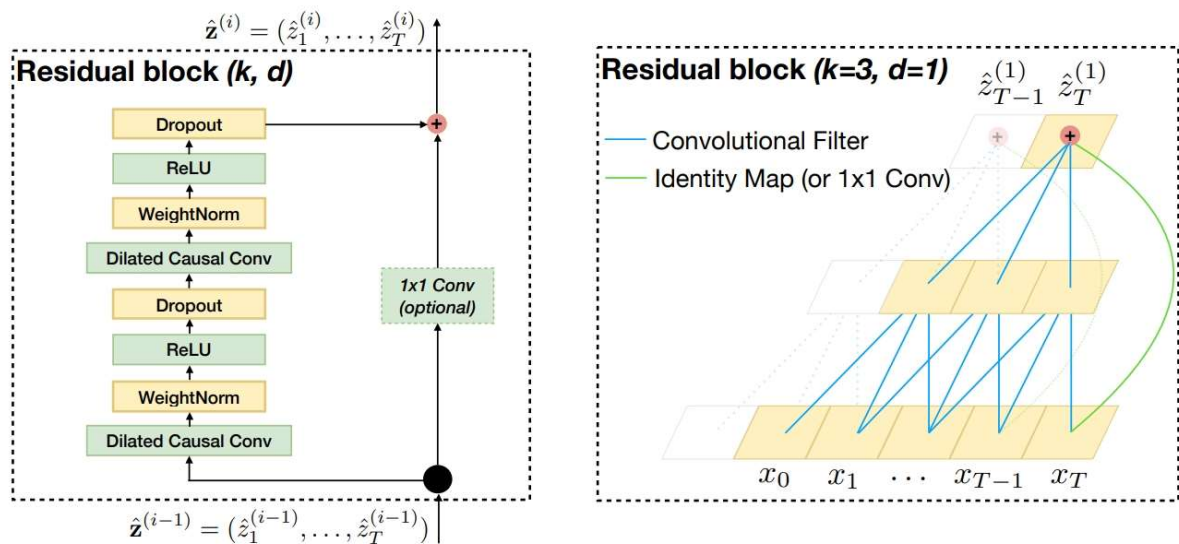 ẑ^(i) = (ẑ_1^(i), . . . , ẑ_T^(i))
Residual block (k, d)
Dropout
ReLU
WeightNorm
Dilated Causal Conv
Dropout
ReLU
WeightNorm
Dilated Causal Conv
+
1x1 Conv
(optional)
ẑ^(i−1) = (ẑ_1^(i−1), . . . , ẑ_T^(i−1))
Residual block (k=3, d=1)
ẑ_{T−1}^(1) ẑ_T^(1)
+ +
Convolutional Filter
Identity Map (or 1x1 Conv)
x_0 x_1 . . . x_{T−1} x_T